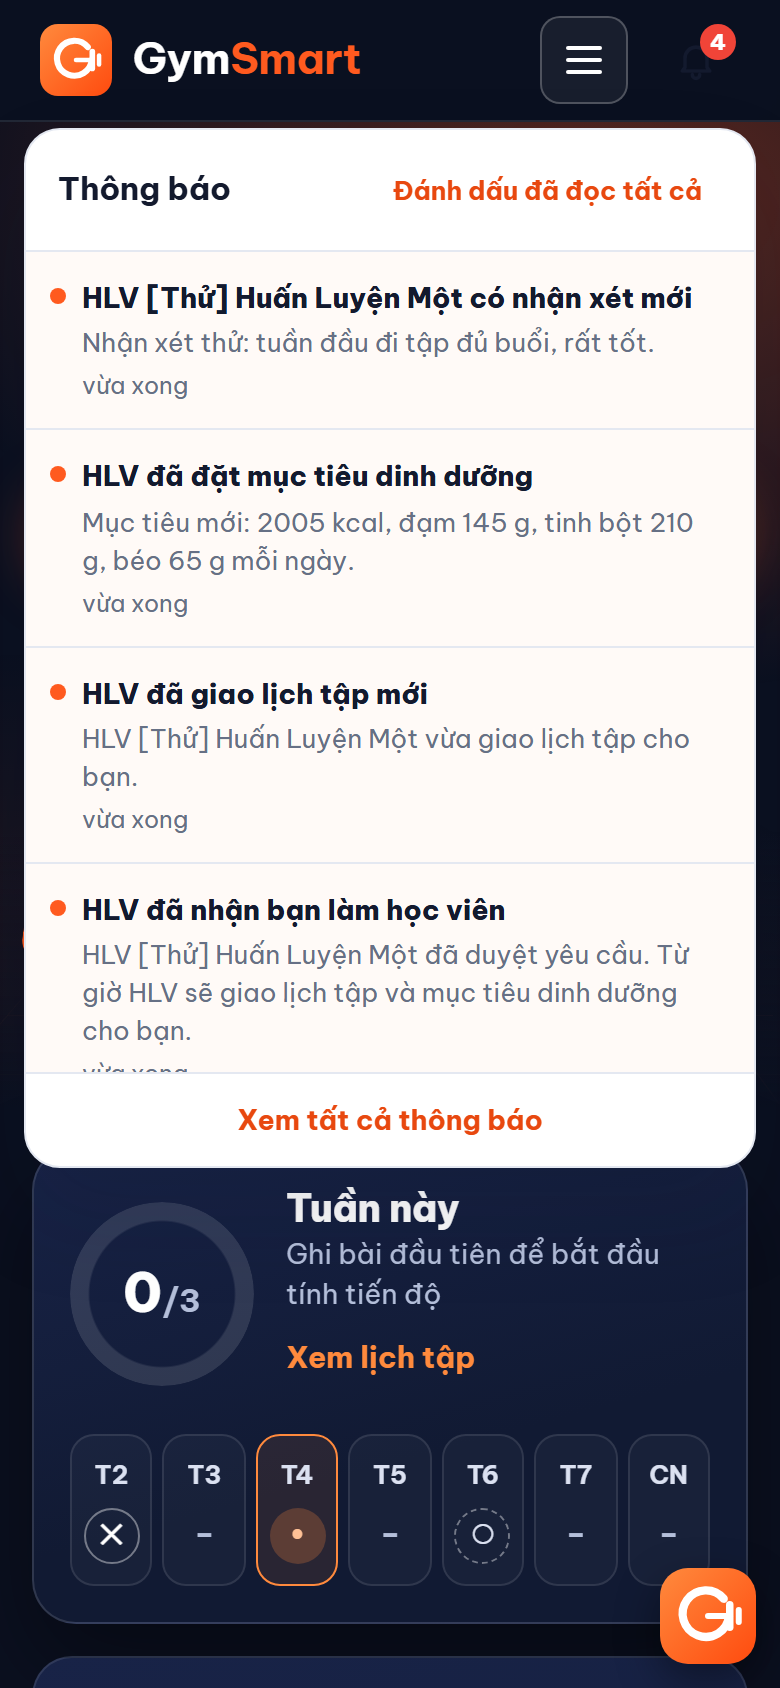 GymSmart
4
Thông báo
Đánh dấu đã đọc tất cả
HLV [Thử] Huấn Luyện Một có nhận xét mới
Nhận xét thử: tuần đầu đi tập đủ buổi, rất tốt.
vừa xong
HLV đã đặt mục tiêu dinh dưỡng
Mục tiêu mới: 2005 kcal, đạm 145 g, tinh bột 210
g, béo 65 g mỗi ngày.
vừa xong
HLV đã giao lịch tập mới
HLV [Thử] Huấn Luyện Một vừa giao lịch tập cho
bạn.
vừa xong
HLV đã nhận bạn làm học viên
HLV [Thử] Huấn Luyện Một đã duyệt yêu cầu. Từ
giờ HLV sẽ giao lịch tập và mục tiêu dinh dưỡng
cho bạn.
vừa xong
Xem tất cả thông báo
Tuần này
Ghi bài đầu tiên để bắt đầu
tính tiến độ
0/3
Xem lịch tập
T2 T3 T4 T5 T6 T7 CN
– – – –